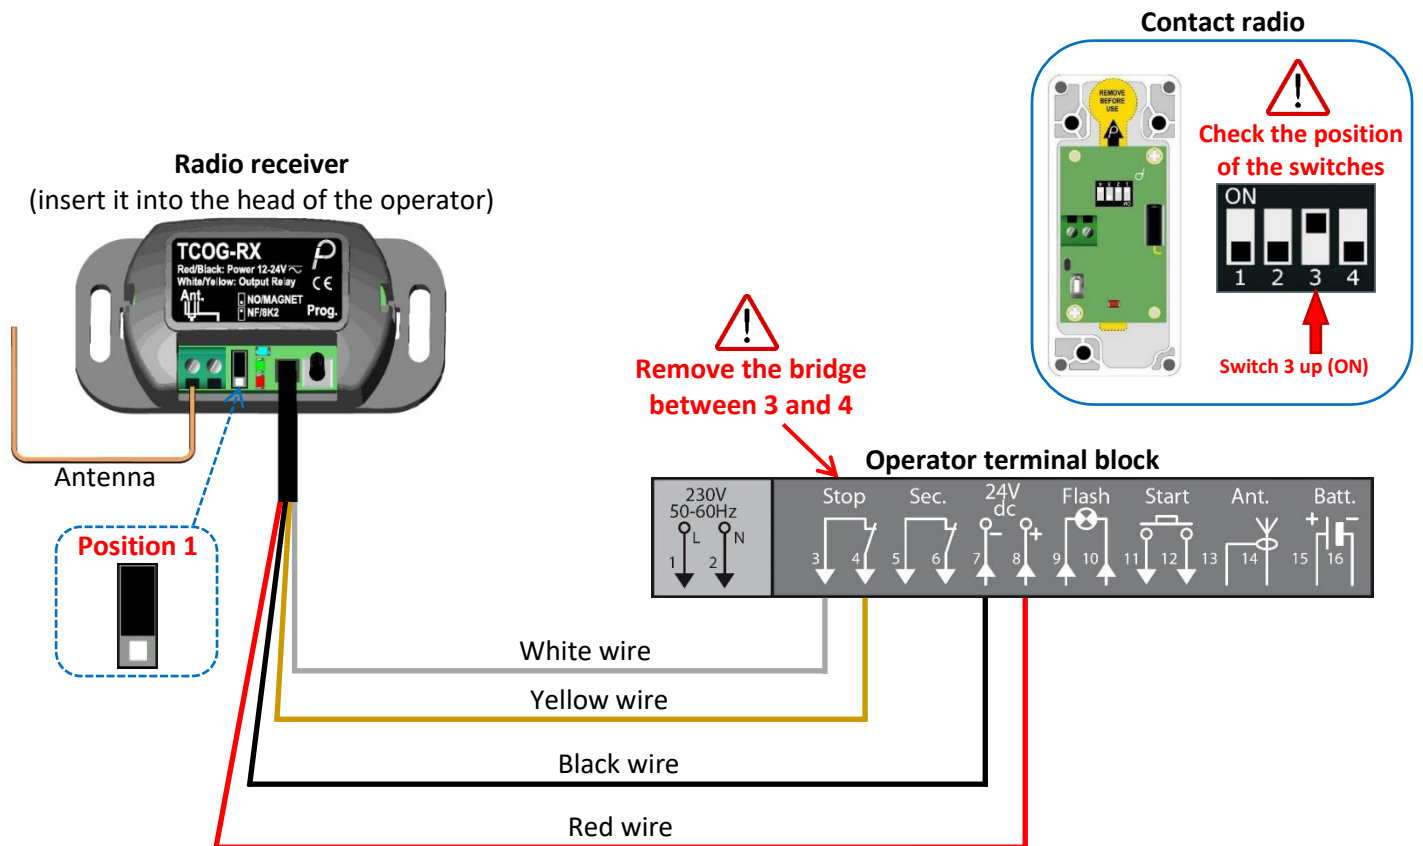 Contact radio
REMOVE
BEFORE
USE
Check the position
of the switches
ON
1 2 3 4
Switch 3 up (ON)
Radio receiver
(insert it into the head of the operator)
TCOG-RX
Red/Black: Power 12-24V
White/Yellow: Output Relay
CE
Ant.
NO/MAGNET
NF/8K2
Prog.
Antenna
Position 1
Remove the bridge
between 3 and 4
Operator terminal block
230V
50-60Hz
L N
1 2
Stop
3 4
Sec.
5 6
24V
dc
- +
7 8
Flash
9 10
Start
11 12
Ant.
13 14
Batt.
+ -
15 16
White wire
Yellow wire
Black wire
Red wire